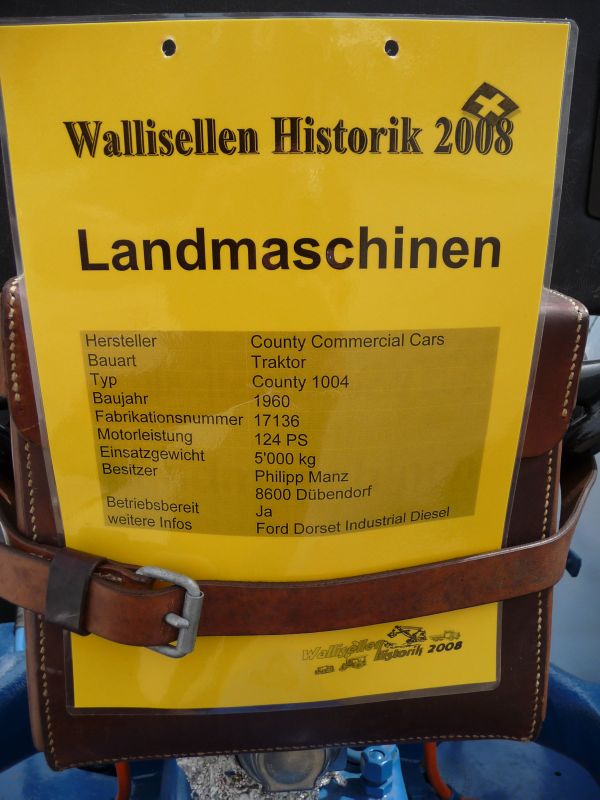 Wallisellen Historik 2008
Landmaschinen
Hersteller County Commercial Cars
Bauart Traktor
Typ County 1004
Baujahr 1960
Fabrikationsnummer 17136
Motorleistung 124 PS
Einsatzgewicht 5'000 kg
Besitzer Philipp Manz
8600 Dübendorf
Betriebsbereit Ja
weitere Infos Ford Dorset Industrial Diesel
Wallisellen
Historik 2008